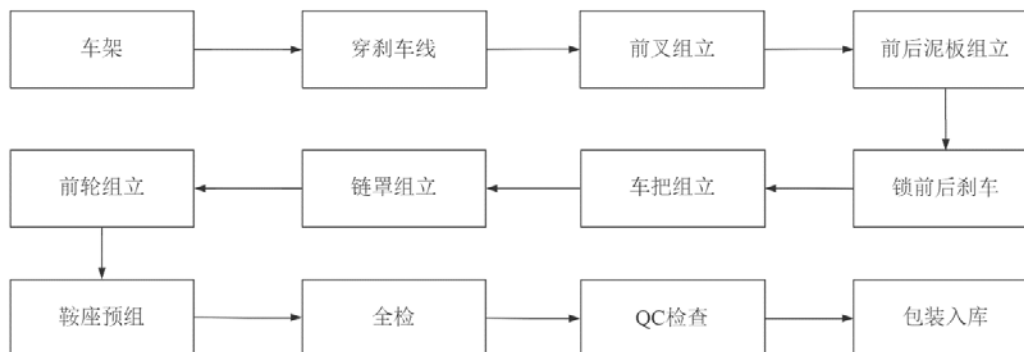 车架
穿刹车线
前叉组立
前后泥板组立
锁前后刹车
车把组立
链罩组立
前轮组立
鞍座预组
全检
QC检查
包装入库